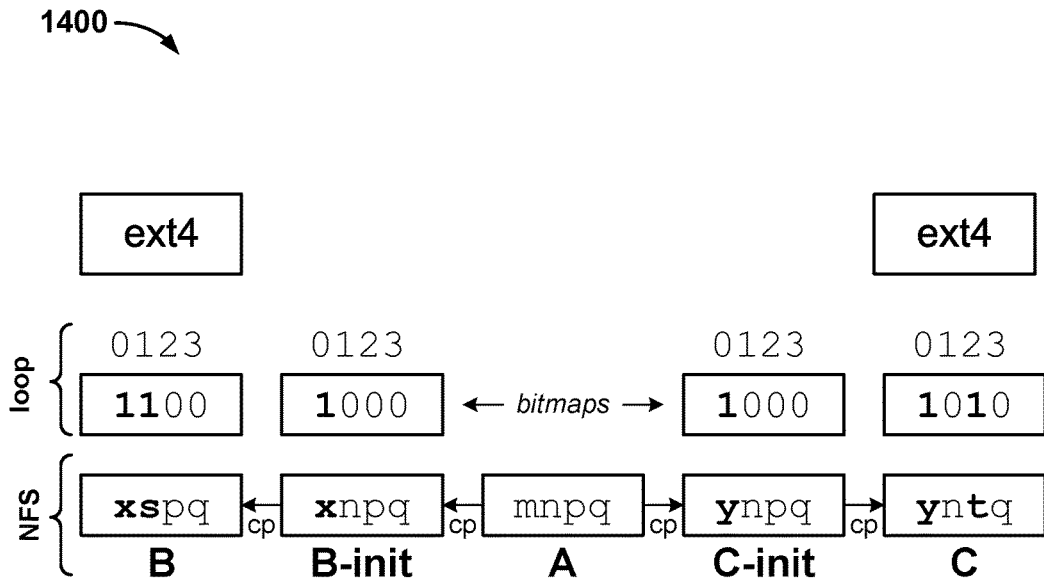 1400
ext4 ext4
loop
0123 0123 0123 0123
1100 1000 bitmaps 1000 1010
NFS
xspq cp xnpq cp mnpq cp ynpq cp yntq
B B-init A C-init C